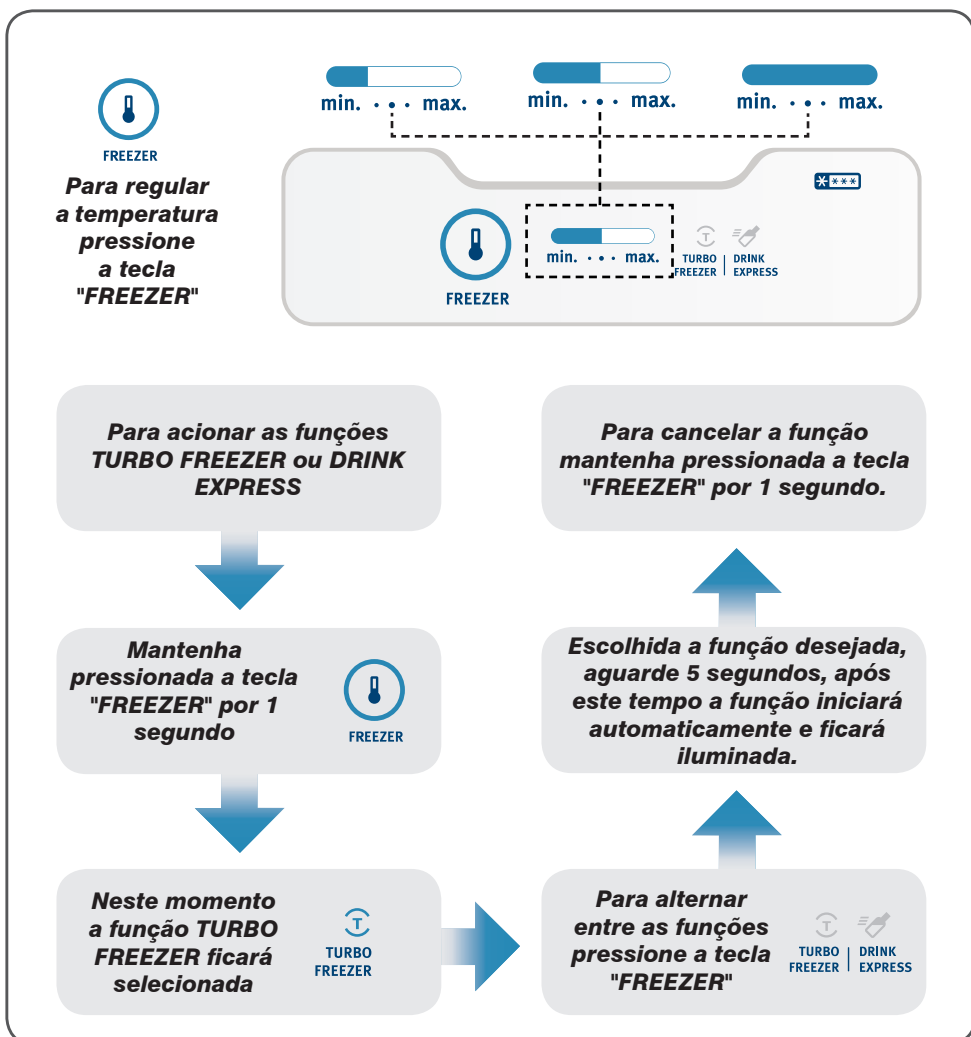 min. • • • max.
min. • • • max.
min. • • • max.
FREEZER
Para regular
a temperatura
pressione
a tecla
"FREEZER"
****
FREEZER
min. • • • max.
T
TURBO
FREEZER
DRINK
EXPRESS
Para acionar as funções
TURBO FREEZER ou DRINK
EXPRESS
Mantenha
pressionada a tecla
"FREEZER" por 1
segundo
FREEZER
Neste momento
a função TURBO
FREEZER ficará
selecionada
T
TURBO
FREEZER
Para alternar
entre as funções
pressione a tecla
"FREEZER"
T
TURBO
FREEZER
DRINK
EXPRESS
Escolhida a função desejada,
aguarde 5 segundos, após
este tempo a função iniciará
automaticamente e ficará
iluminada.
Para cancelar a função
mantenha pressionada a tecla
"FREEZER" por 1 segundo.